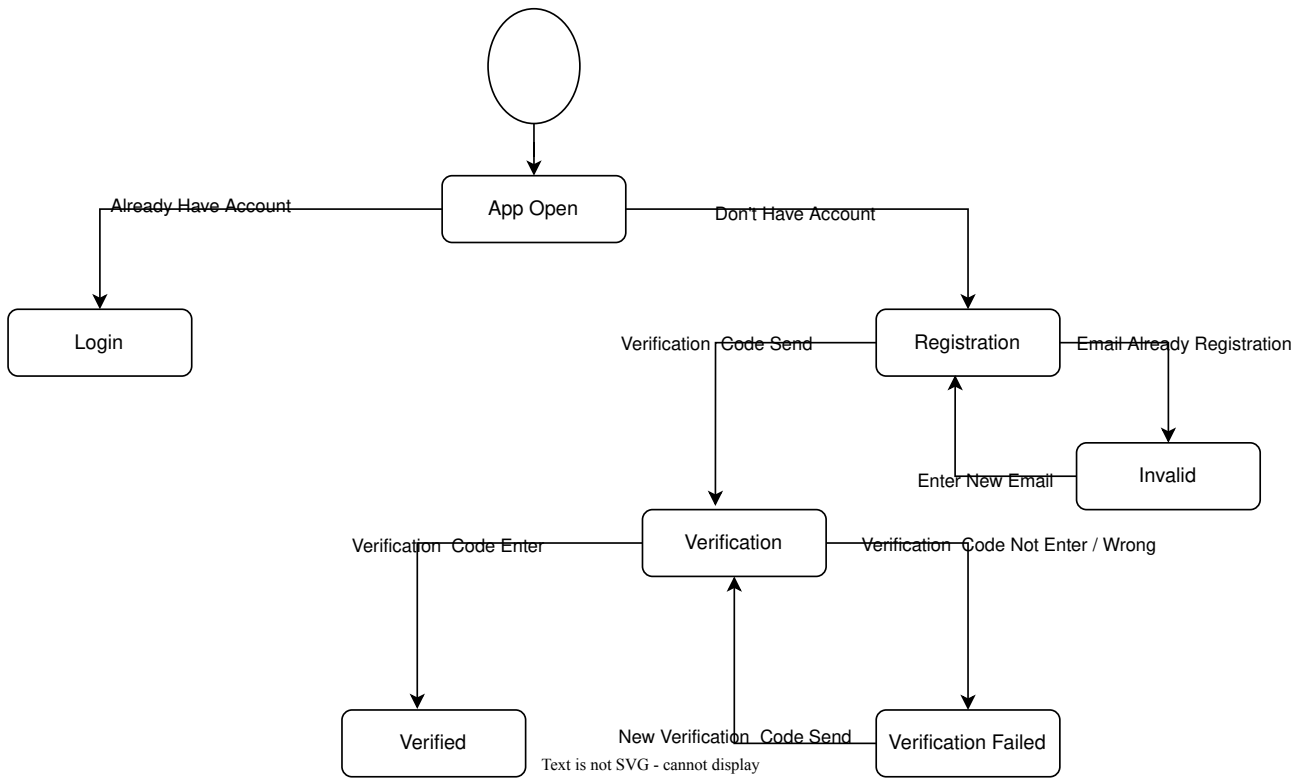 App Open
Already Have Account
Don't Have Account
Login
Verification  Code Send
Registration
Email Already Registration
Invalid
Enter New Email
Verification  Code Enter
Verification
Verification  Code Not Enter / Wrong
Verified
New Verification  Code Send
Verification Failed
Text is not SVG - cannot display